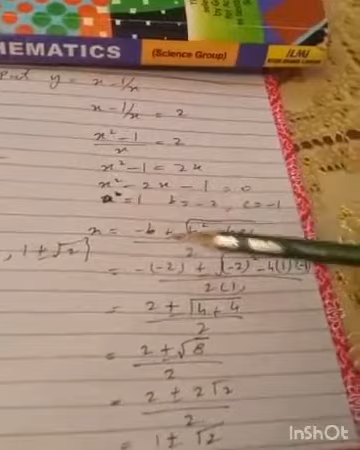 HEMATICS
(Science Group)
ILMI
Put y = x - 1/x
x - 1/x = 2
x² - 1 / x = 2
x² - 1 = 2x
x² - 2x - 1 = 0
a = 1 b = -2, c = -1
x = -b ±
, 1 ± √2}
= -(-2) ± √(-2)² - 4(1)(-1) / 2(1)
= 2 ± √4 + 4 / 2
= 2 ± √8 / 2
= 2 ± 2√2 / 2
= 1 ± √2
InShOt